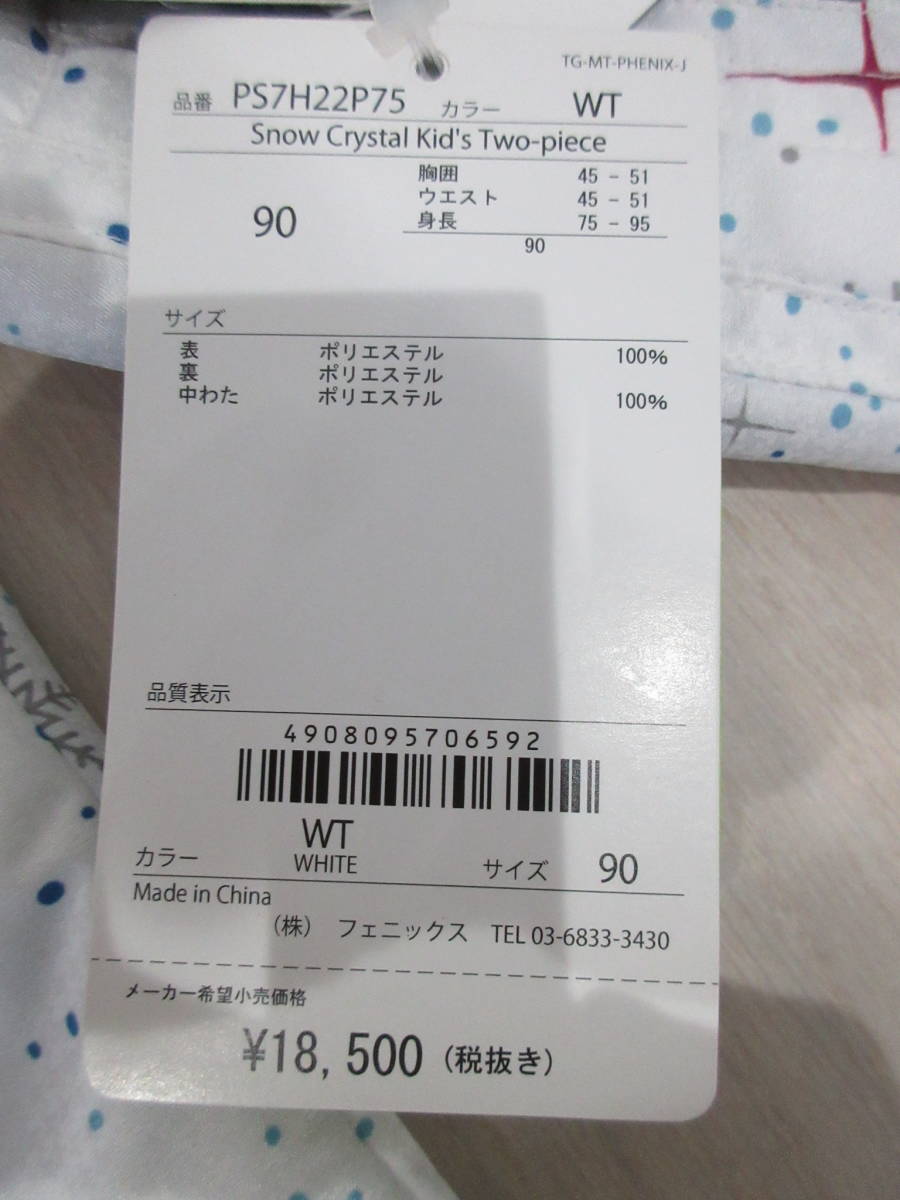 TG-MT-PHENIX-J
品番 PS7H22P75 カラー WT
Snow Crystal Kid's Two-piece
90
胸囲 45 - 51
ウエスト 45 - 51
身長 75 - 95
90
サイズ
表 ポリエステル 100%
裏 ポリエステル
中わた ポリエステル 100%
品質表示
4908095706592
WT
カラー WHITE サイズ 90
Made in China
(株) フェニックス TEL 03-6833-3430
メーカー希望小売価格
¥18,500 (税抜き)